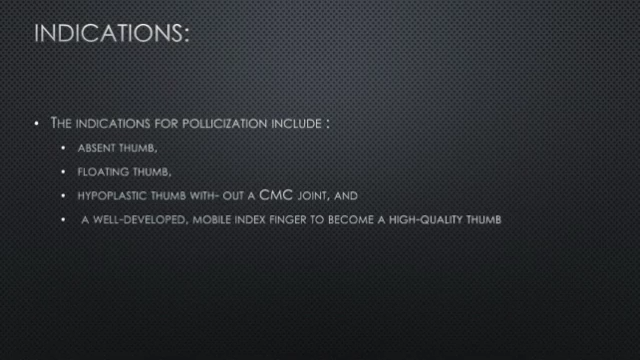 INDICATIONS:
• THE INDICATIONS FOR POLLICIZATION INCLUDE :
• ABSENT THUMB,
• FLOATING THUMB,
• HYPOPLASTIC THUMB WITH- OUT A CMC JOINT, AND
• A WELL-DEVELOPED, MOBILE INDEX FINGER TO BECOME A HIGH-QUALITY THUMB